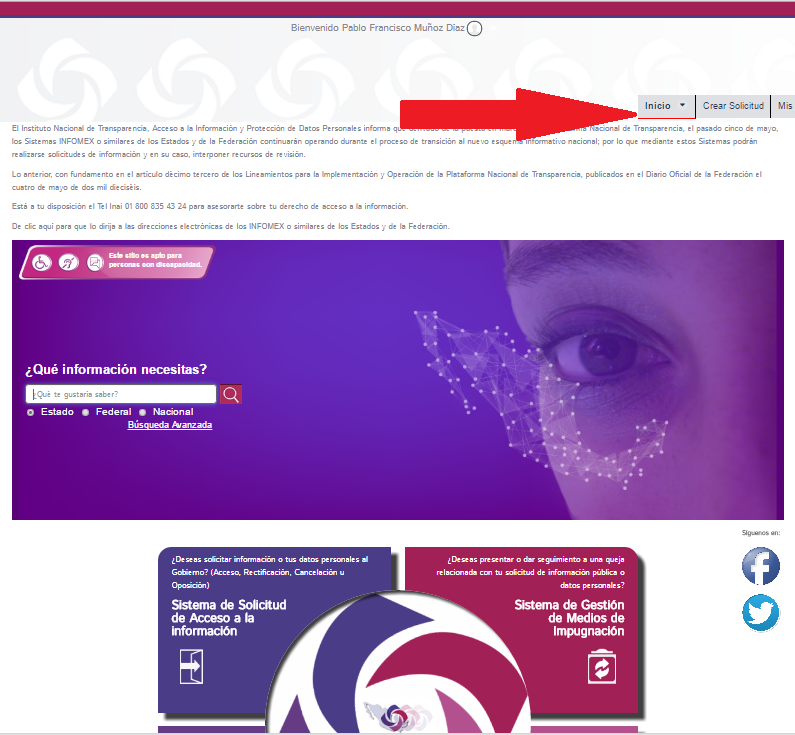 Bienvenido Pablo Francisco Muñoz Díaz
Inicio
Crear Solicitud
Mis
El Instituto Nacional de Transparencia, Acceso a la Información y Protección de Datos Personales informa que Nacional de Transparencia, el pasado cinco de mayo,
los Sistemas INFOMEX o similares de los Estados y de la Federación continuarán operando durante el proceso de transición al nuevo esquema informativo nacional; por lo que mediante estos Sistemas podrán
realizarse solicitudes de información y en su caso, interponer recursos de revisión.
Lo anterior, con fundamento en el artículo décimo tercero de los Lineamientos para la Implementación y Operación de la Plataforma Nacional de Transparencia, publicados en el Diario Oficial de la Federación el
cuatro de mayo de dos mil dieciséis.
Está a tu disposición el Tel Inai 01 800 835 43 24 para asesorarte sobre tu derecho de acceso a la información.
De clic aquí para que lo dirija a las direcciones electrónicas de los INFOMEX o similares de los Estados y de la Federación.
Este sitio es apto para
personas con discapacidad.
¿Qué información necesitas?
¿Qué te gustaría saber?
Estado Federal Nacional
Búsqueda Avanzada
Síguenos en:
¿Deseas solicitar información o tus datos personales al
Gobierno? (Acceso, Rectificación, Cancelación u
Oposición)
Sistema de Solicitud
de Acceso a la
información
¿Deseas presentar o dar seguimiento a una queja
relacionada con tu solicitud de información pública o
datos personales?
Sistema de Gestión
de Medios de
Impugnación